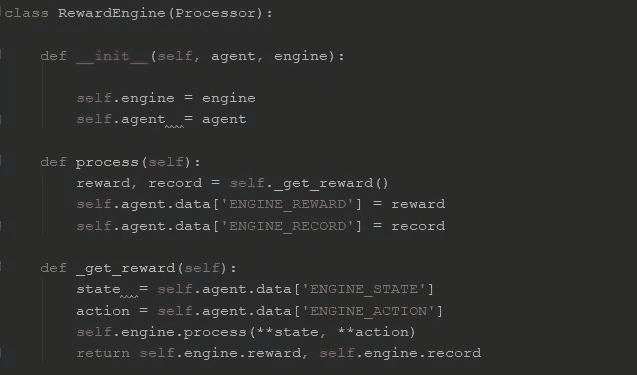 class RewardEngine(Processor):
def __init__(self, agent, engine):
self.engine = engine
self.agent = agent
def process(self):
reward, record = self._get_reward()
self.agent.data['ENGINE_REWARD'] = reward
self.agent.data['ENGINE_RECORD'] = record
def _get_reward(self):
state = self.agent.data['ENGINE_STATE']
action = self.agent.data['ENGINE_ACTION']
self.engine.process(**state, **action)
return self.engine.reward, self.engine.record